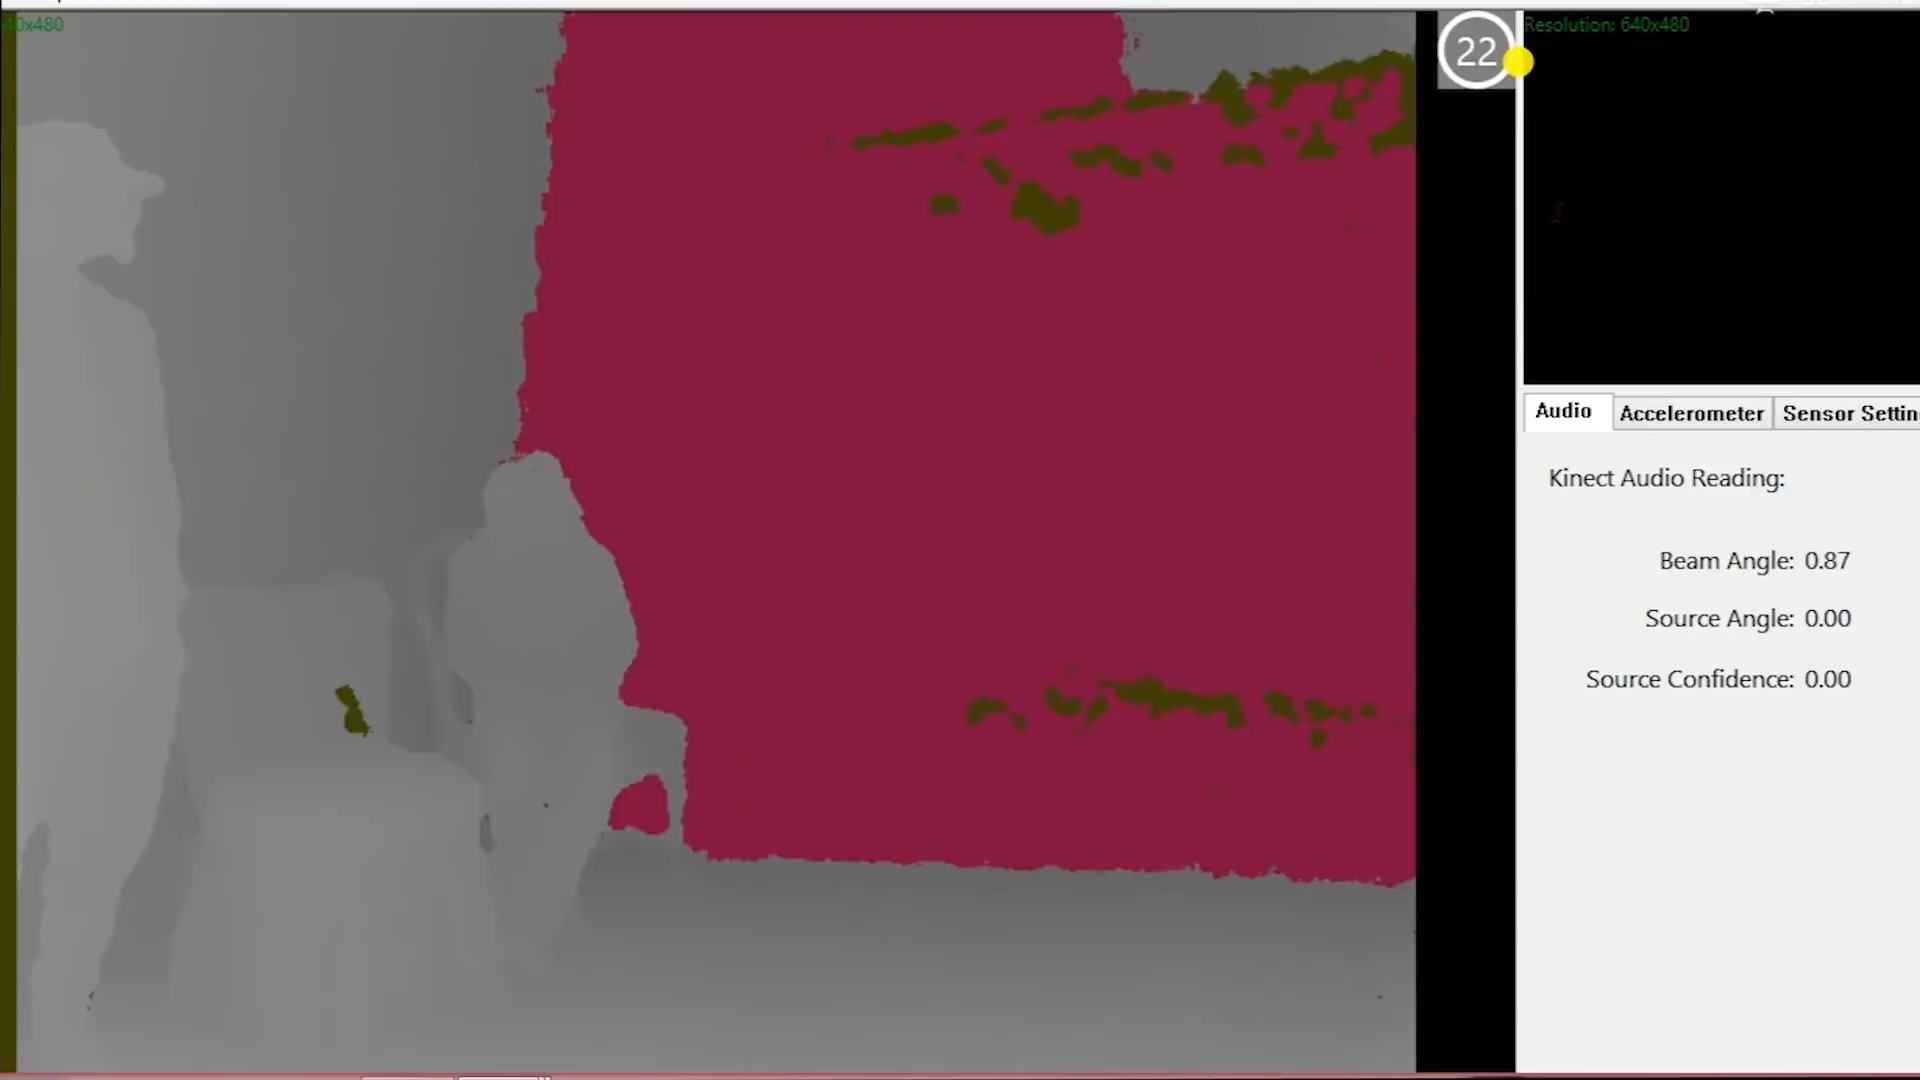 40x480
22
Resolution: 640x480
Audio
Accelerometer
Sensor Settin
Kinect Audio Reading:
Beam Angle: 0.87
Source Angle: 0.00
Source Confidence: 0.00